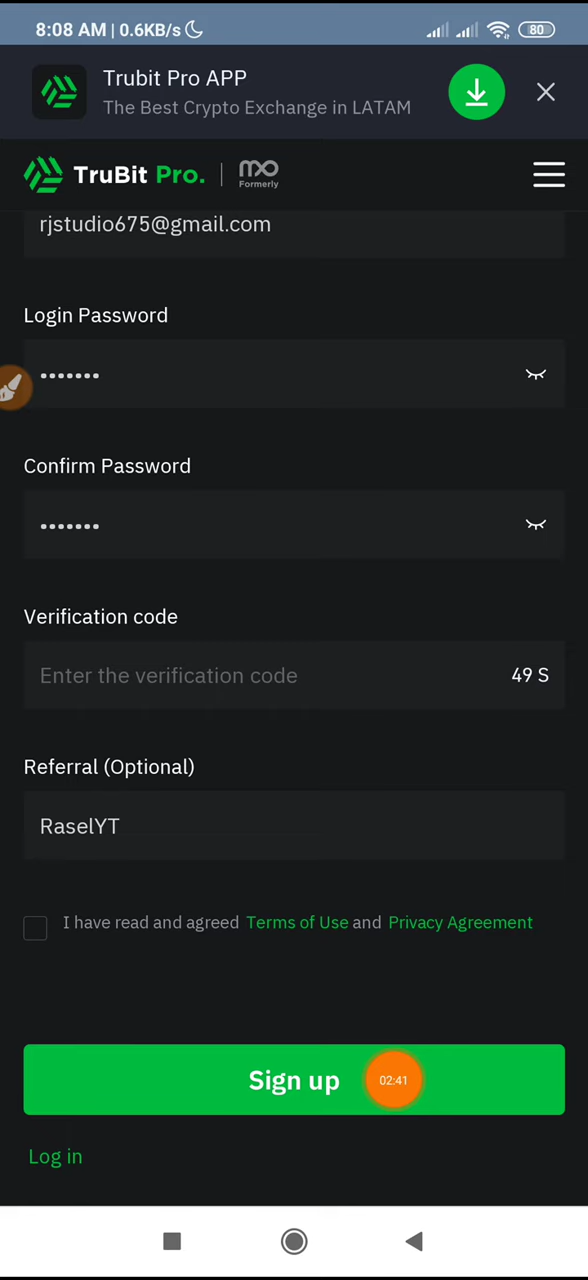 8:08 AM | 0.6KB/s
80
Trubit Pro APP
The Best Crypto Exchange in LATAM
TruBit Pro. | mxo
Formerly
rjstudio675@gmail.com
Login Password
•••••••
Confirm Password
•••••••
Verification code
Enter the verification code 49 S
Referral (Optional)
RaselYT
I have read and agreed Terms of Use and Privacy Agreement
Sign up 02:41
Log in